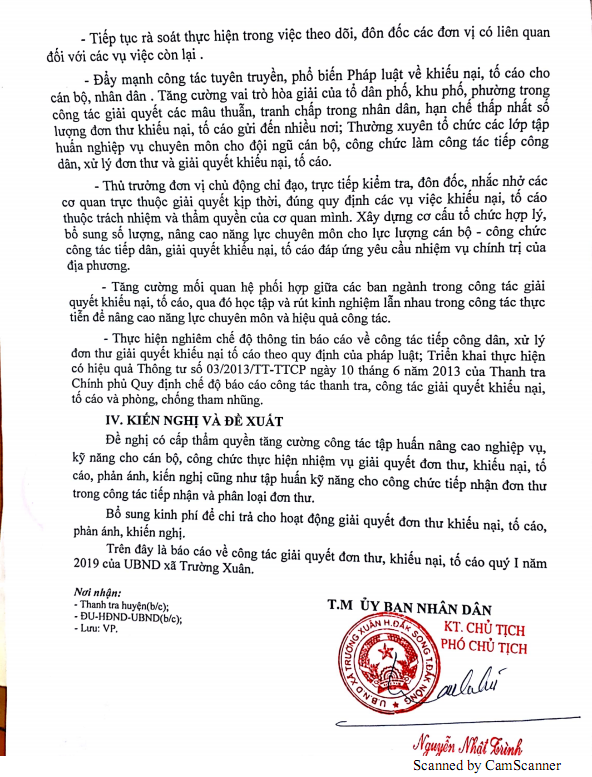 - Tiếp tục rà soát thực hiện trong việc theo dõi, đôn đốc các đơn vị có liên quan
đối với các vụ việc còn lại .
- Đẩy mạnh công tác tuyên truyền, phổ biến Pháp luật về khiếu nại, tố cáo cho
cán bộ, nhân dân . Tăng cường vai trò hòa giải của tổ dân phố, khu phố, phường trong
công tác giải quyết các mâu thuẫn, tranh chấp trong nhân dân, hạn chế thấp nhất số
lượng đơn thư khiếu nại, tố cáo gửi đến nhiều nơi; Thường xuyên tổ chức các lớp tập
huấn nghiệp vụ chuyên môn cho đội ngũ cán bộ, công chức làm công tác tiếp công
dân, xử lý đơn thư và giải quyết khiếu nại, tố cáo.
- Thủ trưởng đơn vị chủ động chỉ đạo, trực tiếp kiểm tra, đôn đốc, nhắc nhở các
cơ quan trực thuộc giải quyết kịp thời, đúng quy định các vụ việc khiếu nại, tố cáo
thuộc trách nhiệm và thẩm quyền của cơ quan mình. Xây dựng cơ cấu tổ chức hợp lý,
bổ sung số lượng, nâng cao năng lực chuyên môn cho lực lượng cán bộ - công chức
công tác tiếp dân, giải quyết khiếu nại, tố cáo đáp ứng yêu cầu nhiệm vụ chính trị của
địa phương.
- Tăng cường mối quan hệ phối hợp giữa các ban ngành trong công tác giải
quyết khiếu nại, tố cáo, qua đó học tập và rút kinh nghiệm lẫn nhau trong công tác thực
tiễn để nâng cao năng lực chuyên môn và hiệu quả công tác.
- Thực hiện nghiêm chế độ thông tin báo cáo về công tác tiếp công dân, xử lý
đơn thư giải quyết khiếu nại tố cáo theo quy định của pháp luật; Triển khai thực hiện
có hiệu quả Thông tư số 03/2013/TT-TTCP ngày 10 tháng 6 năm 2013 của Thanh tra
Chính phủ Quy định chế độ báo cáo công tác thanh tra, công tác giải quyết khiếu nại,
tố cáo và phòng, chống tham nhũng.
IV. KIẾN NGHỊ VÀ ĐỀ XUẤT
Đề nghị có cấp thẩm quyền tăng cường công tác tập huấn nâng cao nghiệp vụ,
kỹ năng cho cán bộ, công chức thực hiện nhiệm vụ giải quyết đơn thư, khiếu nại, tố
cáo, phản ánh, kiến nghị cũng như tập huấn kỹ năng cho công chức tiếp nhận đơn thư
trong công tác tiếp nhận và phân loại đơn thư.
Bổ sung kinh phí để chi trả cho hoạt động giải quyết đơn thư khiếu nại, tố cáo,
phản ánh, khiến nghị.
Trên đây là báo cáo về công tác giải quyết đơn thư, khiếu nại, tố cáo quý I năm
2019 của UBND xã Trường Xuân.
Nơi nhận:
- Thanh tra huyện(b/c);
- ĐU-HĐND-UBND(b/c);
- Lưu: VP.
T.M ỦY BAN NHÂN DÂN
KT. CHỦ TỊCH
PHÓ CHỦ TỊCH
U.B.N.D XÃ TRƯỜNG XUÂN H.ĐẮK SONG T.ĐẮK NÔNG
Nguyễn Nhật Trình
Scanned by CamScanner